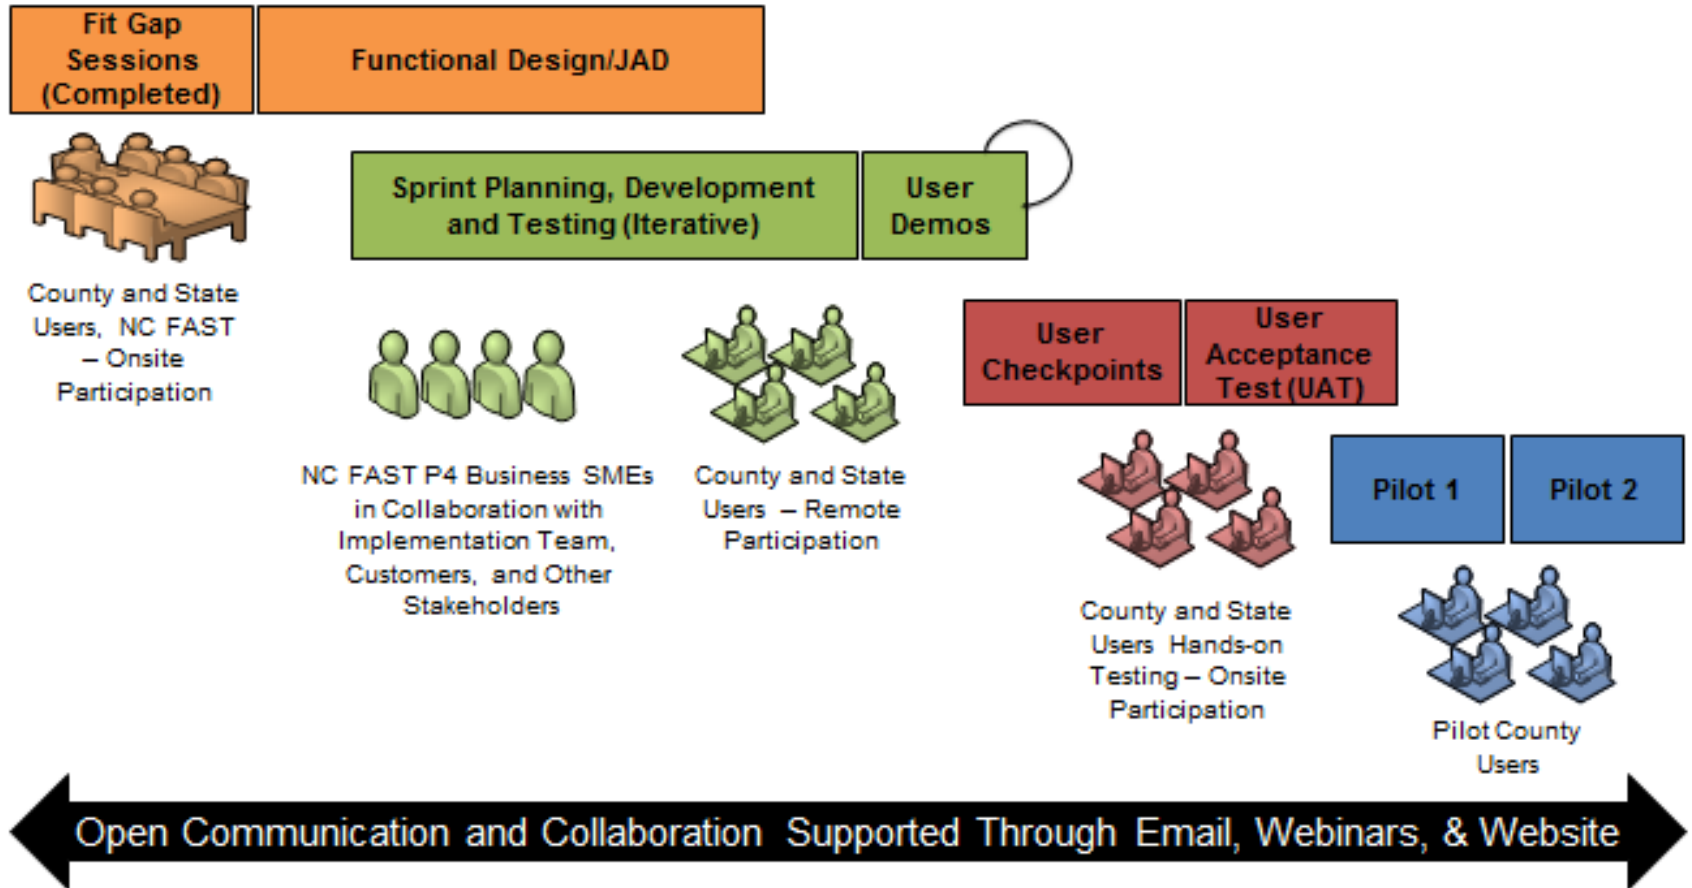 Fit Gap
Sessions
(Completed)
Functional Design/JAD
Sprint Planning, Development
and Testing (Iterative)
User
Demos
County and State
Users, NC FAST
– Onsite
Participation
User
Checkpoints
User
Acceptance
Test (UAT)
NC FAST P4 Business SMEs
in Collaboration with
Implementation Team,
Customers, and Other
Stakeholders
County and State
Users – Remote
Participation
Pilot 1
Pilot 2
County and State
Users Hands-on
Testing – Onsite
Participation
Pilot County
Users
Open Communication and Collaboration Supported Through Email, Webinars, & Website